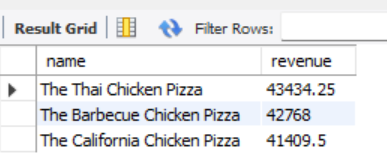 Result Grid Filter Rows:
name revenue
The Thai Chicken Pizza 43434.25
The Barbecue Chicken Pizza 42768
The California Chicken Pizza 41409.5